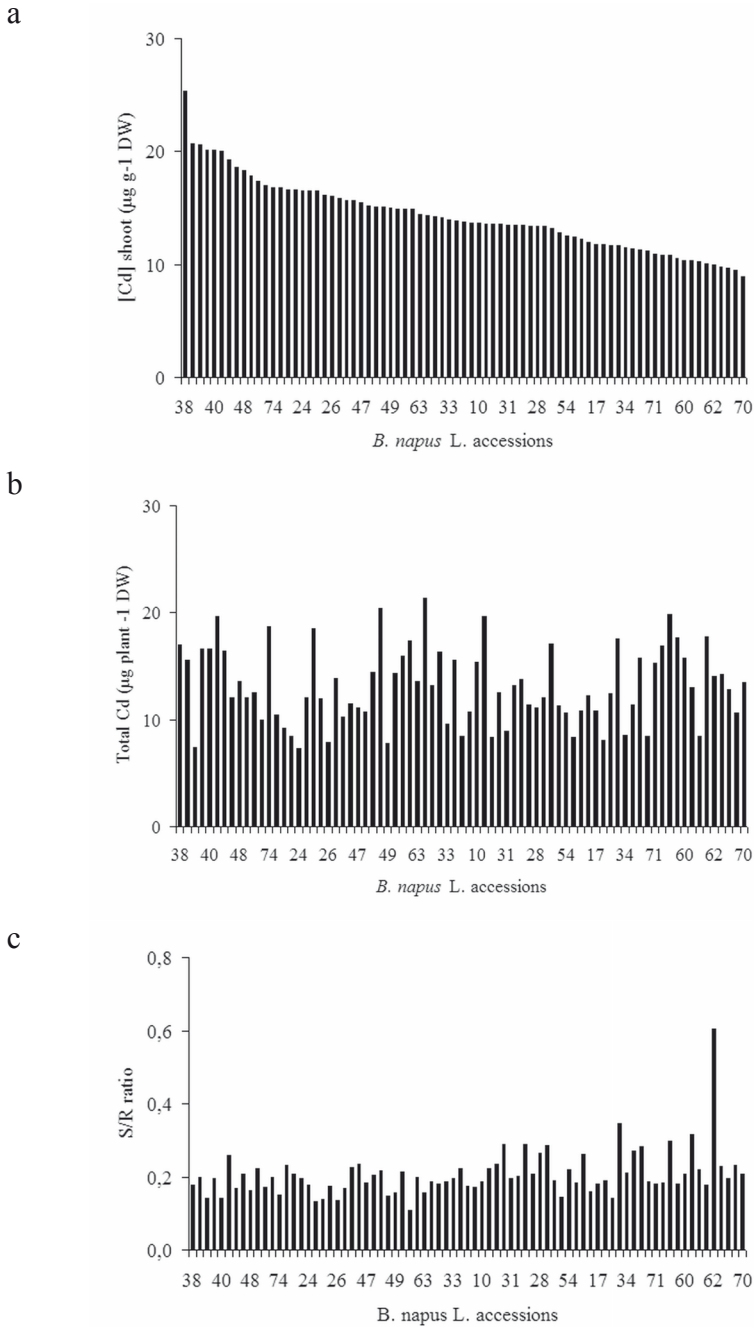 a
30
20
10
0
[Cd] shoot (µg g-1 DW)
38 40 48 74 24 26 47 49 63 33 10 31 28 54 17 34 71 60 62 70
B. napus L. accessions
b
30
20
10
0
Total Cd (µg plant -1 DW)
38 40 48 74 24 26 47 49 63 33 10 31 28 54 17 34 71 60 62 70
B. napus L. accessions
c
0,8
0,6
0,4
0,2
0,0
S/R ratio
38 40 48 74 24 26 47 49 63 33 10 31 28 54 17 34 71 60 62 70
B. napus L. accessions